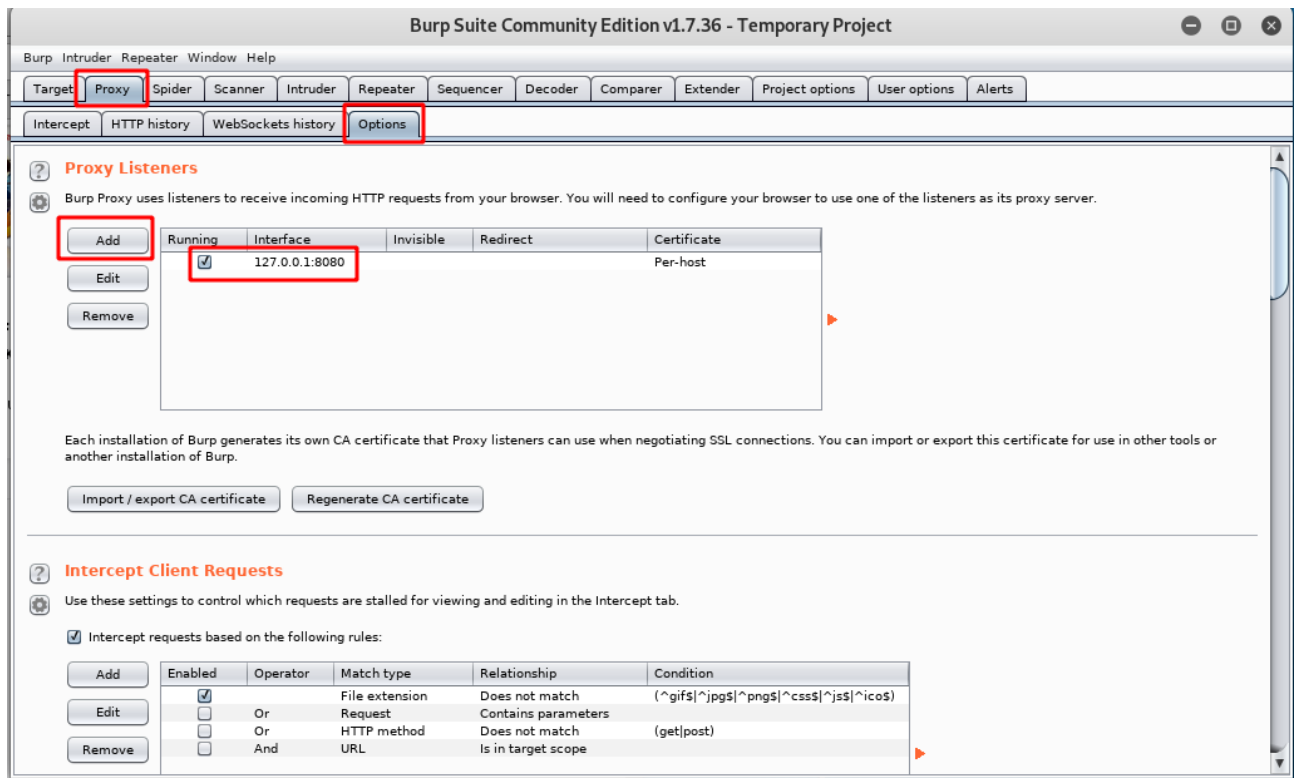 Burp Suite Community Edition v1.7.36 - Temporary Project
Burp Intruder Repeater Window Help
Target Proxy Spider Scanner Intruder Repeater Sequencer Decoder Comparer Extender Project options User options Alerts
Intercept HTTP history WebSockets history Options
? Proxy Listeners
Burp Proxy uses listeners to receive incoming HTTP requests from your browser. You will need to configure your browser to use one of the listeners as its proxy server.
Add Running Interface Invisible Redirect Certificate
127.0.0.1:8080 Per-host
Edit
Remove
Each installation of Burp generates its own CA certificate that Proxy listeners can use when negotiating SSL connections. You can import or export this certificate for use in other tools or
another installation of Burp.
Import / export CA certificate Regenerate CA certificate
? Intercept Client Requests
Use these settings to control which requests are stalled for viewing and editing in the Intercept tab.
Intercept requests based on the following rules:
Add Enabled Operator Match type Relationship Condition
File extension Does not match (^gif$|^jpg$|^png$|^css$|^js$|^ico$)
Edit Or Request Contains parameters
Or HTTP method Does not match (get|post)
Remove And URL Is in target scope